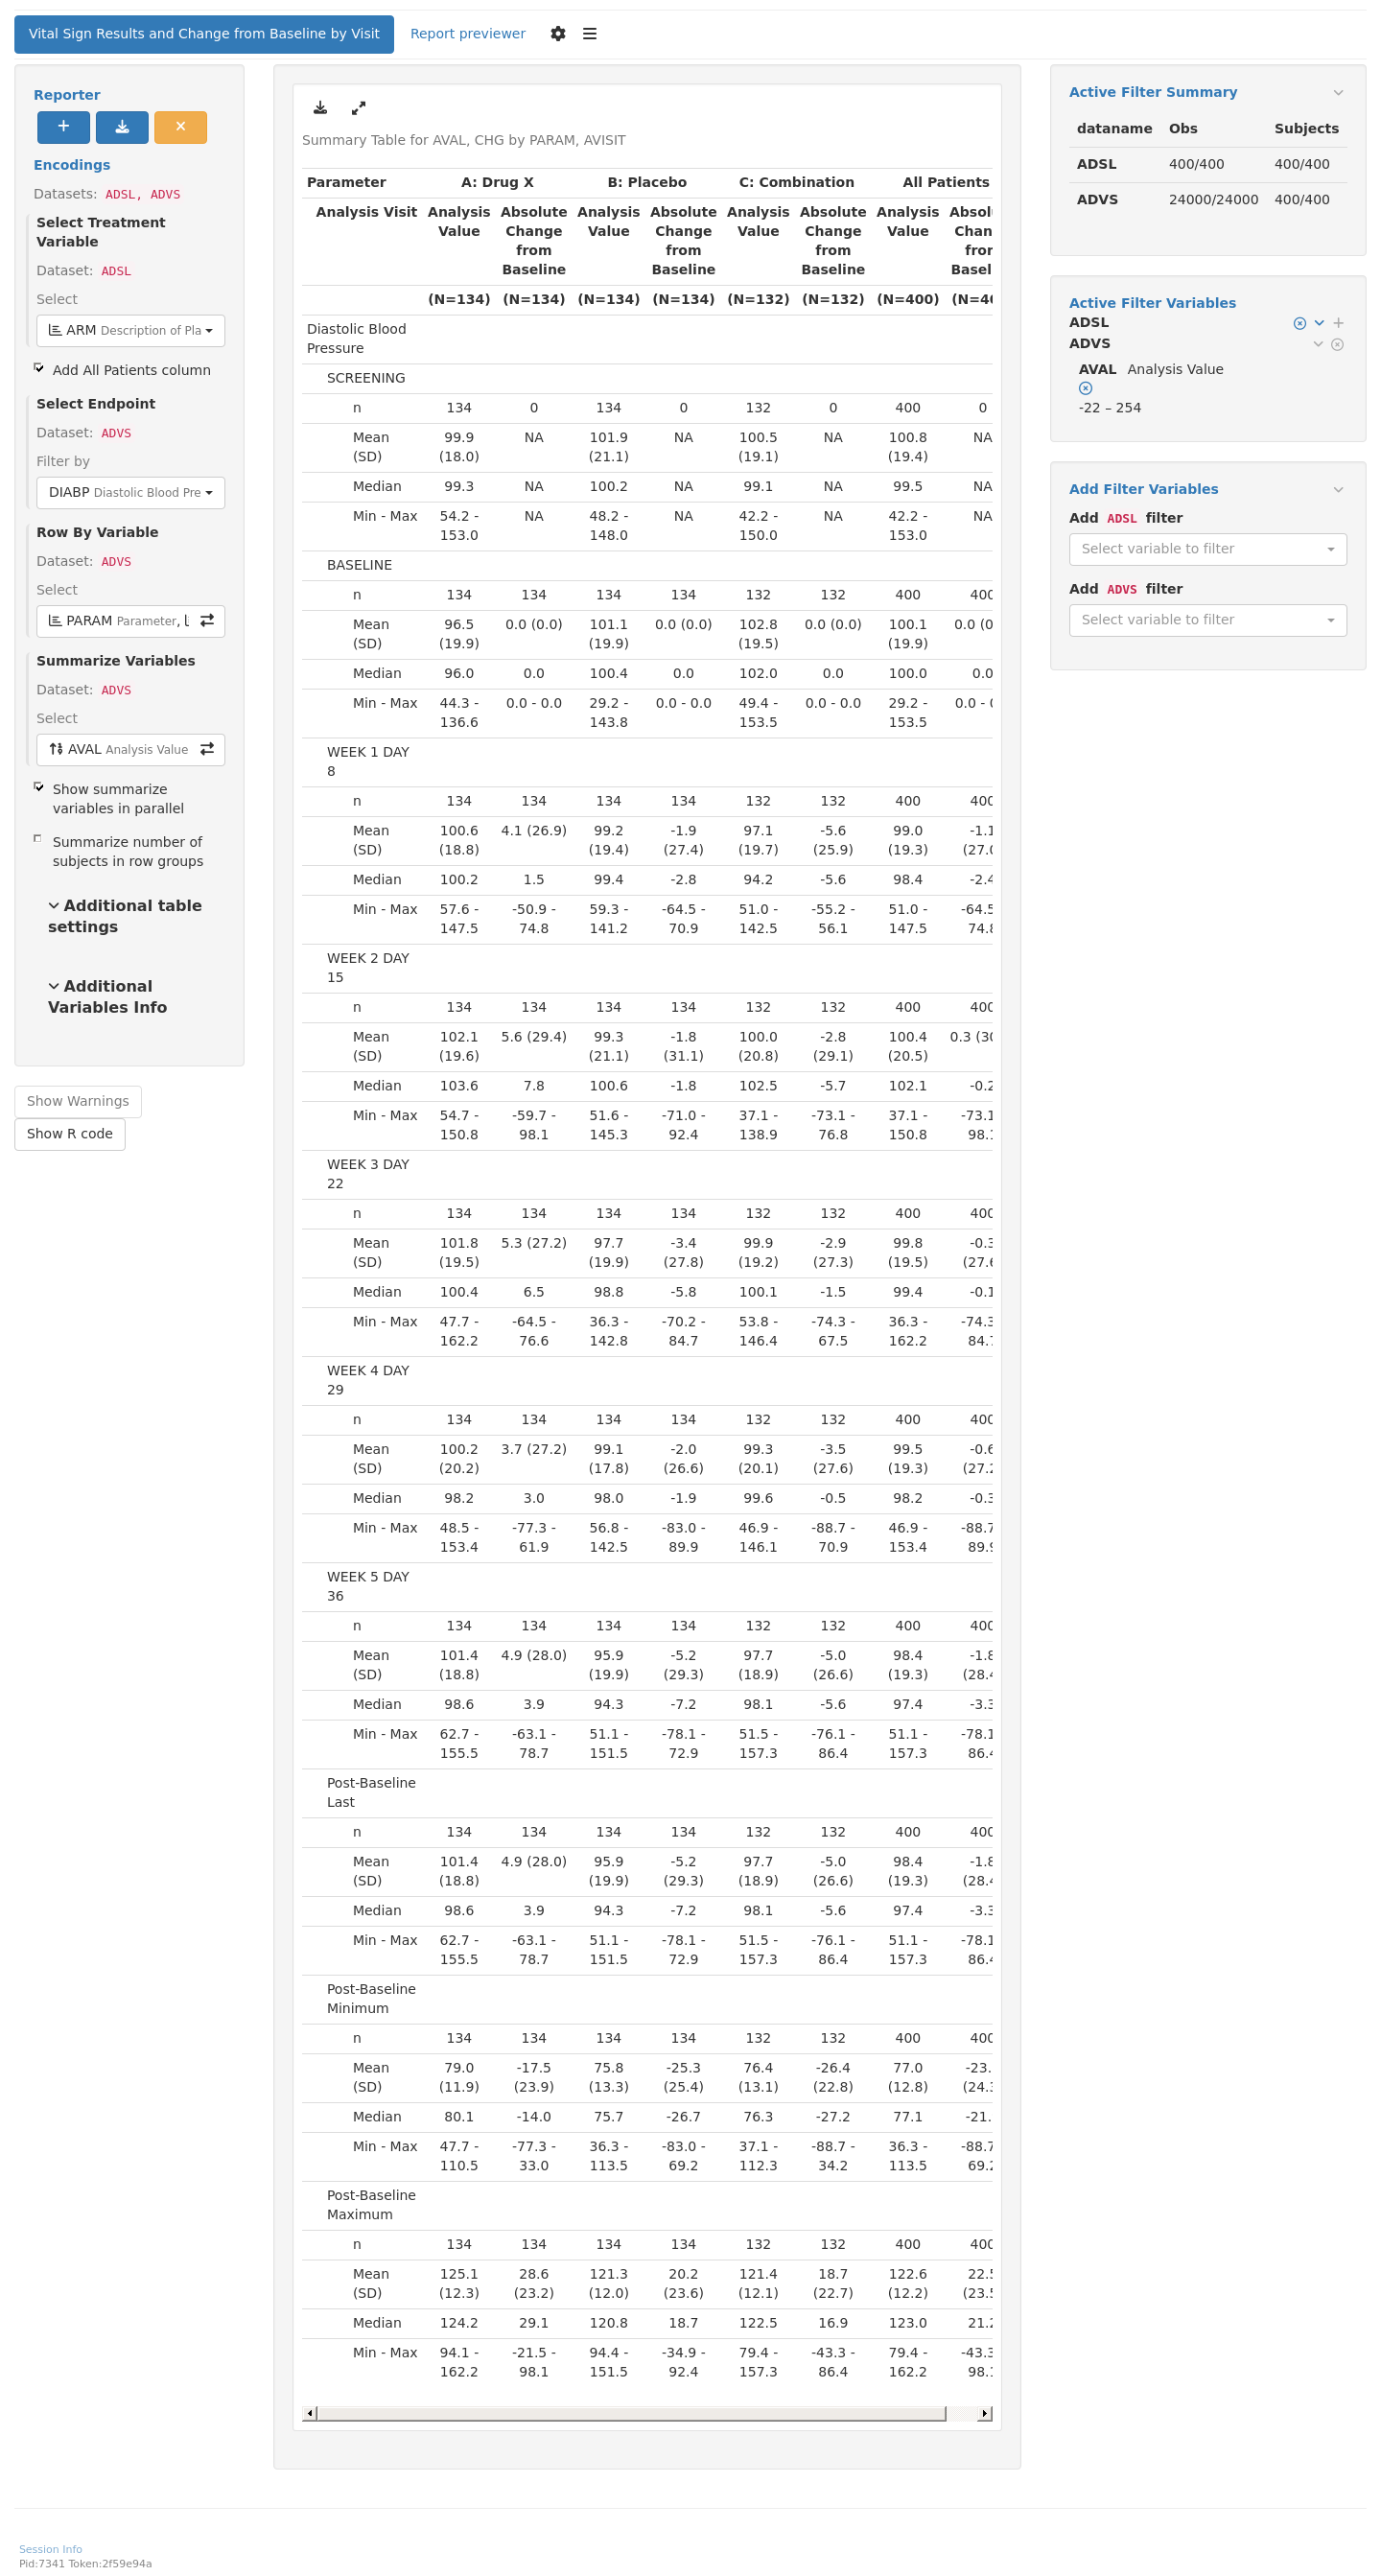 Vital Sign Results and Change from Baseline by Visit Report previewer
Reporter
Encodings
Datasets: ADSL, ADVS
Select Treatment
Variable
Dataset: ADSL
Select
ARM Description of Pla
Add All Patients column
Select Endpoint
Dataset: ADVS
Filter by
DIABP Diastolic Blood Pre
Row By Variable
Dataset: ADVS
Select
PARAM Parameter,
Summarize Variables
Dataset: ADVS
Select
AVAL Analysis Value
Show summarize
variables in parallel
Summarize number of
subjects in row groups
Additional table
settings
Additional
Variables Info
Show Warnings
Show R code
Summary Table for AVAL, CHG by PARAM, AVISIT
Parameter A: Drug X B: Placebo C: Combination All Patients
Analysis Visit Analysis Absolute Analysis Absolute Analysis Absolute Analysis Absol
Value Change Value Change Value Change Value Chan
from from from fror
Baseline Baseline Baseline Basel
(N=134) (N=134) (N=134) (N=134) (N=132) (N=132) (N=400) (N=40
Diastolic Blood
Pressure
SCREENING
n 134 0 134 0 132 0 400 0
Mean 99.9 NA 101.9 NA 100.5 NA 100.8 NA
(SD) (18.0) (21.1) (19.1) (19.4)
Median 99.3 NA 100.2 NA 99.1 NA 99.5 NA
Min - Max 54.2 - NA 48.2 - NA 42.2 - NA 42.2 - NA
153.0 148.0 150.0 153.0
BASELINE
n 134 134 134 134 132 132 400 400
Mean 96.5 0.0 (0.0) 101.1 0.0 (0.0) 102.8 0.0 (0.0) 100.1 0.0 (0
(SD) (19.9) (19.9) (19.5) (19.9)
Median 96.0 0.0 100.4 0.0 102.0 0.0 100.0 0.0
Min - Max 44.3 - 0.0 - 0.0 29.2 - 0.0 - 0.0 49.4 - 0.0 - 0.0 29.2 - 0.0 - 0
136.6 143.8 153.5 153.5
WEEK 1 DAY
8
n 134 134 134 134 132 132 400 400
Mean 100.6 4.1 (26.9) 99.2 -1.9 97.1 -5.6 99.0 -1.1
(SD) (18.8) (19.4) (27.4) (19.7) (25.9) (19.3) (27.0
Median 100.2 1.5 99.4 -2.8 94.2 -5.6 98.4 -2.4
Min - Max 57.6 - -50.9 - 59.3 - -64.5 - 51.0 - -55.2 - 51.0 - -64.5
147.5 74.8 141.2 70.9 142.5 56.1 147.5 74.8
WEEK 2 DAY
15
n 134 134 134 134 132 132 400 400
Mean 102.1 5.6 (29.4) 99.3 -1.8 100.0 -2.8 100.4 0.3 (30
(SD) (19.6) (21.1) (31.1) (20.8) (29.1) (20.5)
Median 103.6 7.8 100.6 -1.8 102.5 -5.7 102.1 -0.2
Min - Max 54.7 - -59.7 - 51.6 - -71.0 - 37.1 - -73.1 - 37.1 - -73.1
150.8 98.1 145.3 92.4 138.9 76.8 150.8 98.1
WEEK 3 DAY
22
n 134 134 134 134 132 132 400 400
Mean 101.8 5.3 (27.2) 97.7 -3.4 99.9 -2.9 99.8 -0.3
(SD) (19.5) (19.9) (27.8) (19.2) (27.3) (19.5) (27.6
Median 100.4 6.5 98.8 -5.8 100.1 -1.5 99.4 -0.1
Min - Max 47.7 - -64.5 - 36.3 - -70.2 - 53.8 - -74.3 - 36.3 - -74.3
162.2 76.6 142.8 84.7 146.4 67.5 162.2 84.7
WEEK 4 DAY
29
n 134 134 134 134 132 132 400 400
Mean 100.2 3.7 (27.2) 99.1 -2.0 99.3 -3.5 99.5 -0.6
(SD) (20.2) (17.8) (26.6) (20.1) (27.6) (19.3) (27.2
Median 98.2 3.0 98.0 -1.9 99.6 -0.5 98.2 -0.3
Min - Max 48.5 - -77.3 - 56.8 - -83.0 - 46.9 - -88.7 - 46.9 - -88.7
153.4 61.9 142.5 89.9 146.1 70.9 153.4 89.9
WEEK 5 DAY
36
n 134 134 134 134 132 132 400 400
Mean 101.4 4.9 (28.0) 95.9 -5.2 97.7 -5.0 98.4 -1.8
(SD) (18.8) (19.9) (29.3) (18.9) (26.6) (19.3) (28.4
Median 98.6 3.9 94.3 -7.2 98.1 -5.6 97.4 -3.3
Min - Max 62.7 - -63.1 - 51.1 - -78.1 - 51.5 - -76.1 - 51.1 - -78.1
155.5 78.7 151.5 72.9 157.3 86.4 157.3 86.4
Post-Baseline
Last
n 134 134 134 134 132 132 400 400
Mean 101.4 4.9 (28.0) 95.9 -5.2 97.7 -5.0 98.4 -1.8
(SD) (18.8) (19.9) (29.3) (18.9) (26.6) (19.3) (28.4
Median 98.6 3.9 94.3 -7.2 98.1 -5.6 97.4 -3.3
Min - Max 62.7 - -63.1 - 51.1 - -78.1 - 51.5 - -76.1 - 51.1 - -78.1
155.5 78.7 151.5 72.9 157.3 86.4 157.3 86.4
Post-Baseline
Minimum
n 134 134 134 134 132 132 400 400
Mean 79.0 -17.5 75.8 -25.3 76.4 -26.4 77.0 -23.
(SD) (11.9) (23.9) (13.3) (25.4) (13.1) (22.8) (12.8) (24.3
Median 80.1 -14.0 75.7 -26.7 76.3 -27.2 77.1 -21.
Min - Max 47.7 - -77.3 - 36.3 - -83.0 - 37.1 - -88.7 - 36.3 - -88.7
110.5 33.0 113.5 69.2 112.3 34.2 113.5 69.2
Post-Baseline
Maximum
n 134 134 134 134 132 132 400 400
Mean 125.1 28.6 121.3 20.2 121.4 18.7 122.6 22.5
(SD) (12.3) (23.2) (12.0) (23.6) (12.1) (22.7) (12.2) (23.5
Median 124.2 29.1 120.8 18.7 122.5 16.9 123.0 21.2
Min - Max 94.1 - -21.5 - 94.4 - -34.9 - 79.4 - -43.3 - 79.4 - -43.3
162.2 98.1 151.5 92.4 157.3 86.4 162.2 98.1
Active Filter Summary
dataname Obs Subjects
ADSL 400/400 400/400
ADVS 24000/24000 400/400
Active Filter Variables
ADSL
ADVS
AVAL Analysis Value
-22 – 254
Add Filter Variables
Add ADSL filter
Select variable to filter
Add ADVS filter
Select variable to filter
Session Info
Pid:7341 Token:2f59e94a